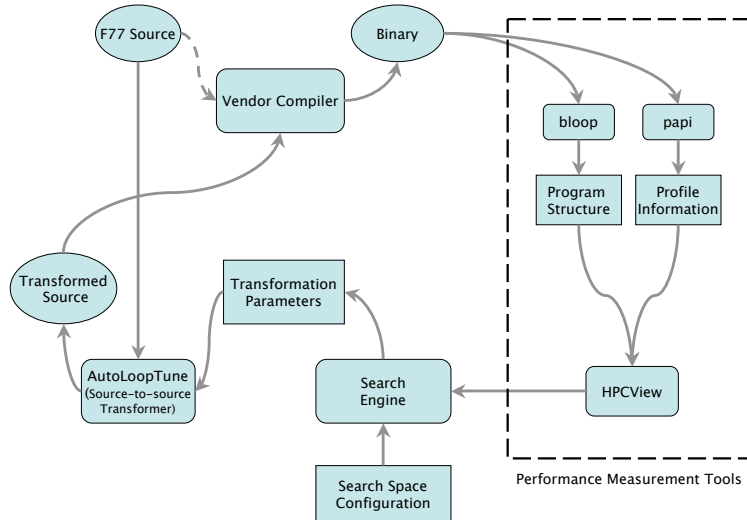 F77 Source
Binary
Vendor Compiler
bloop
papi
Program
Structure
Profile
Information
Transformed
Source
Transformation
Parameters
AutoLoopTune
(Source-to-source
Transformer)
Search
Engine
HPCView
Search Space
Configuration
Performance Measurement Tools